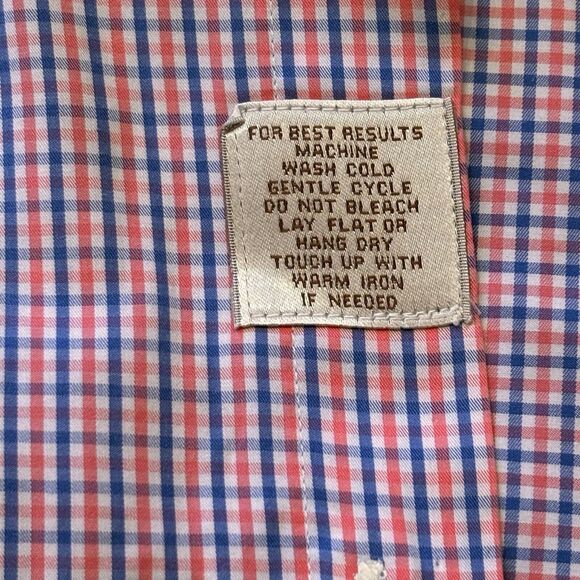 FOR BEST RESULTS
MACHINE
WASH COLD
GENTLE CYCLE
DO NOT BLEACH
LAY FLAT OR
HANG DRY
TOUCH UP WITH
WARM IRON
IF NEEDED